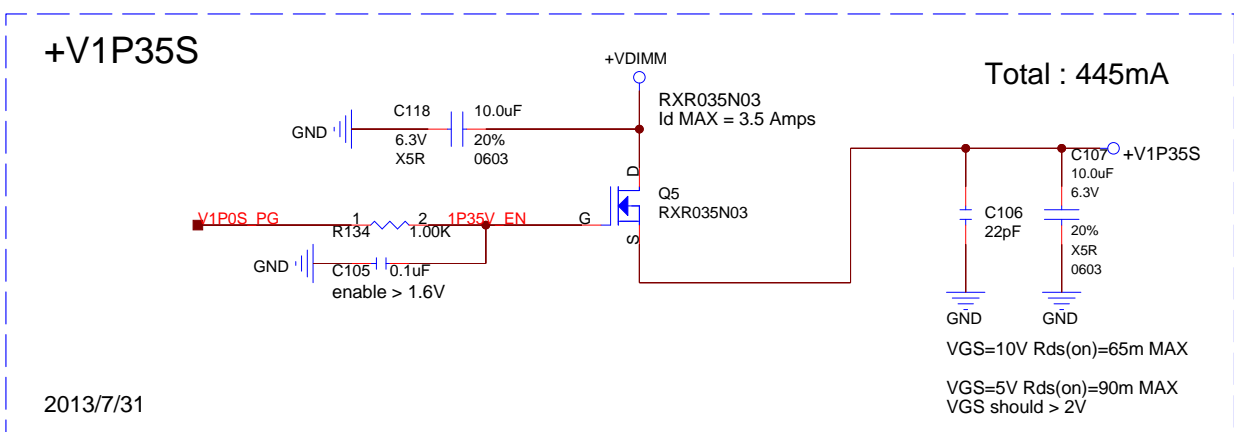 +V1P35S
Total : 445mA
+VDIMM
RXR035N03
Id MAX = 3.5 Amps
C118
10.0uF
GND
6.3V
20%
X5R
0603
D
Q5
RXR035N03
G
S
V1P0S_PG
1
2
1P35V_EN
R134
1.00K
GND
C105
0.1uF
enable > 1.6V
C107
+V1P35S
10.0uF
6.3V
C106
22pF
20%
X5R
0603
GND
GND
VGS=10V Rds(on)=65m MAX
VGS=5V Rds(on)=90m MAX
VGS should > 2V
2013/7/31